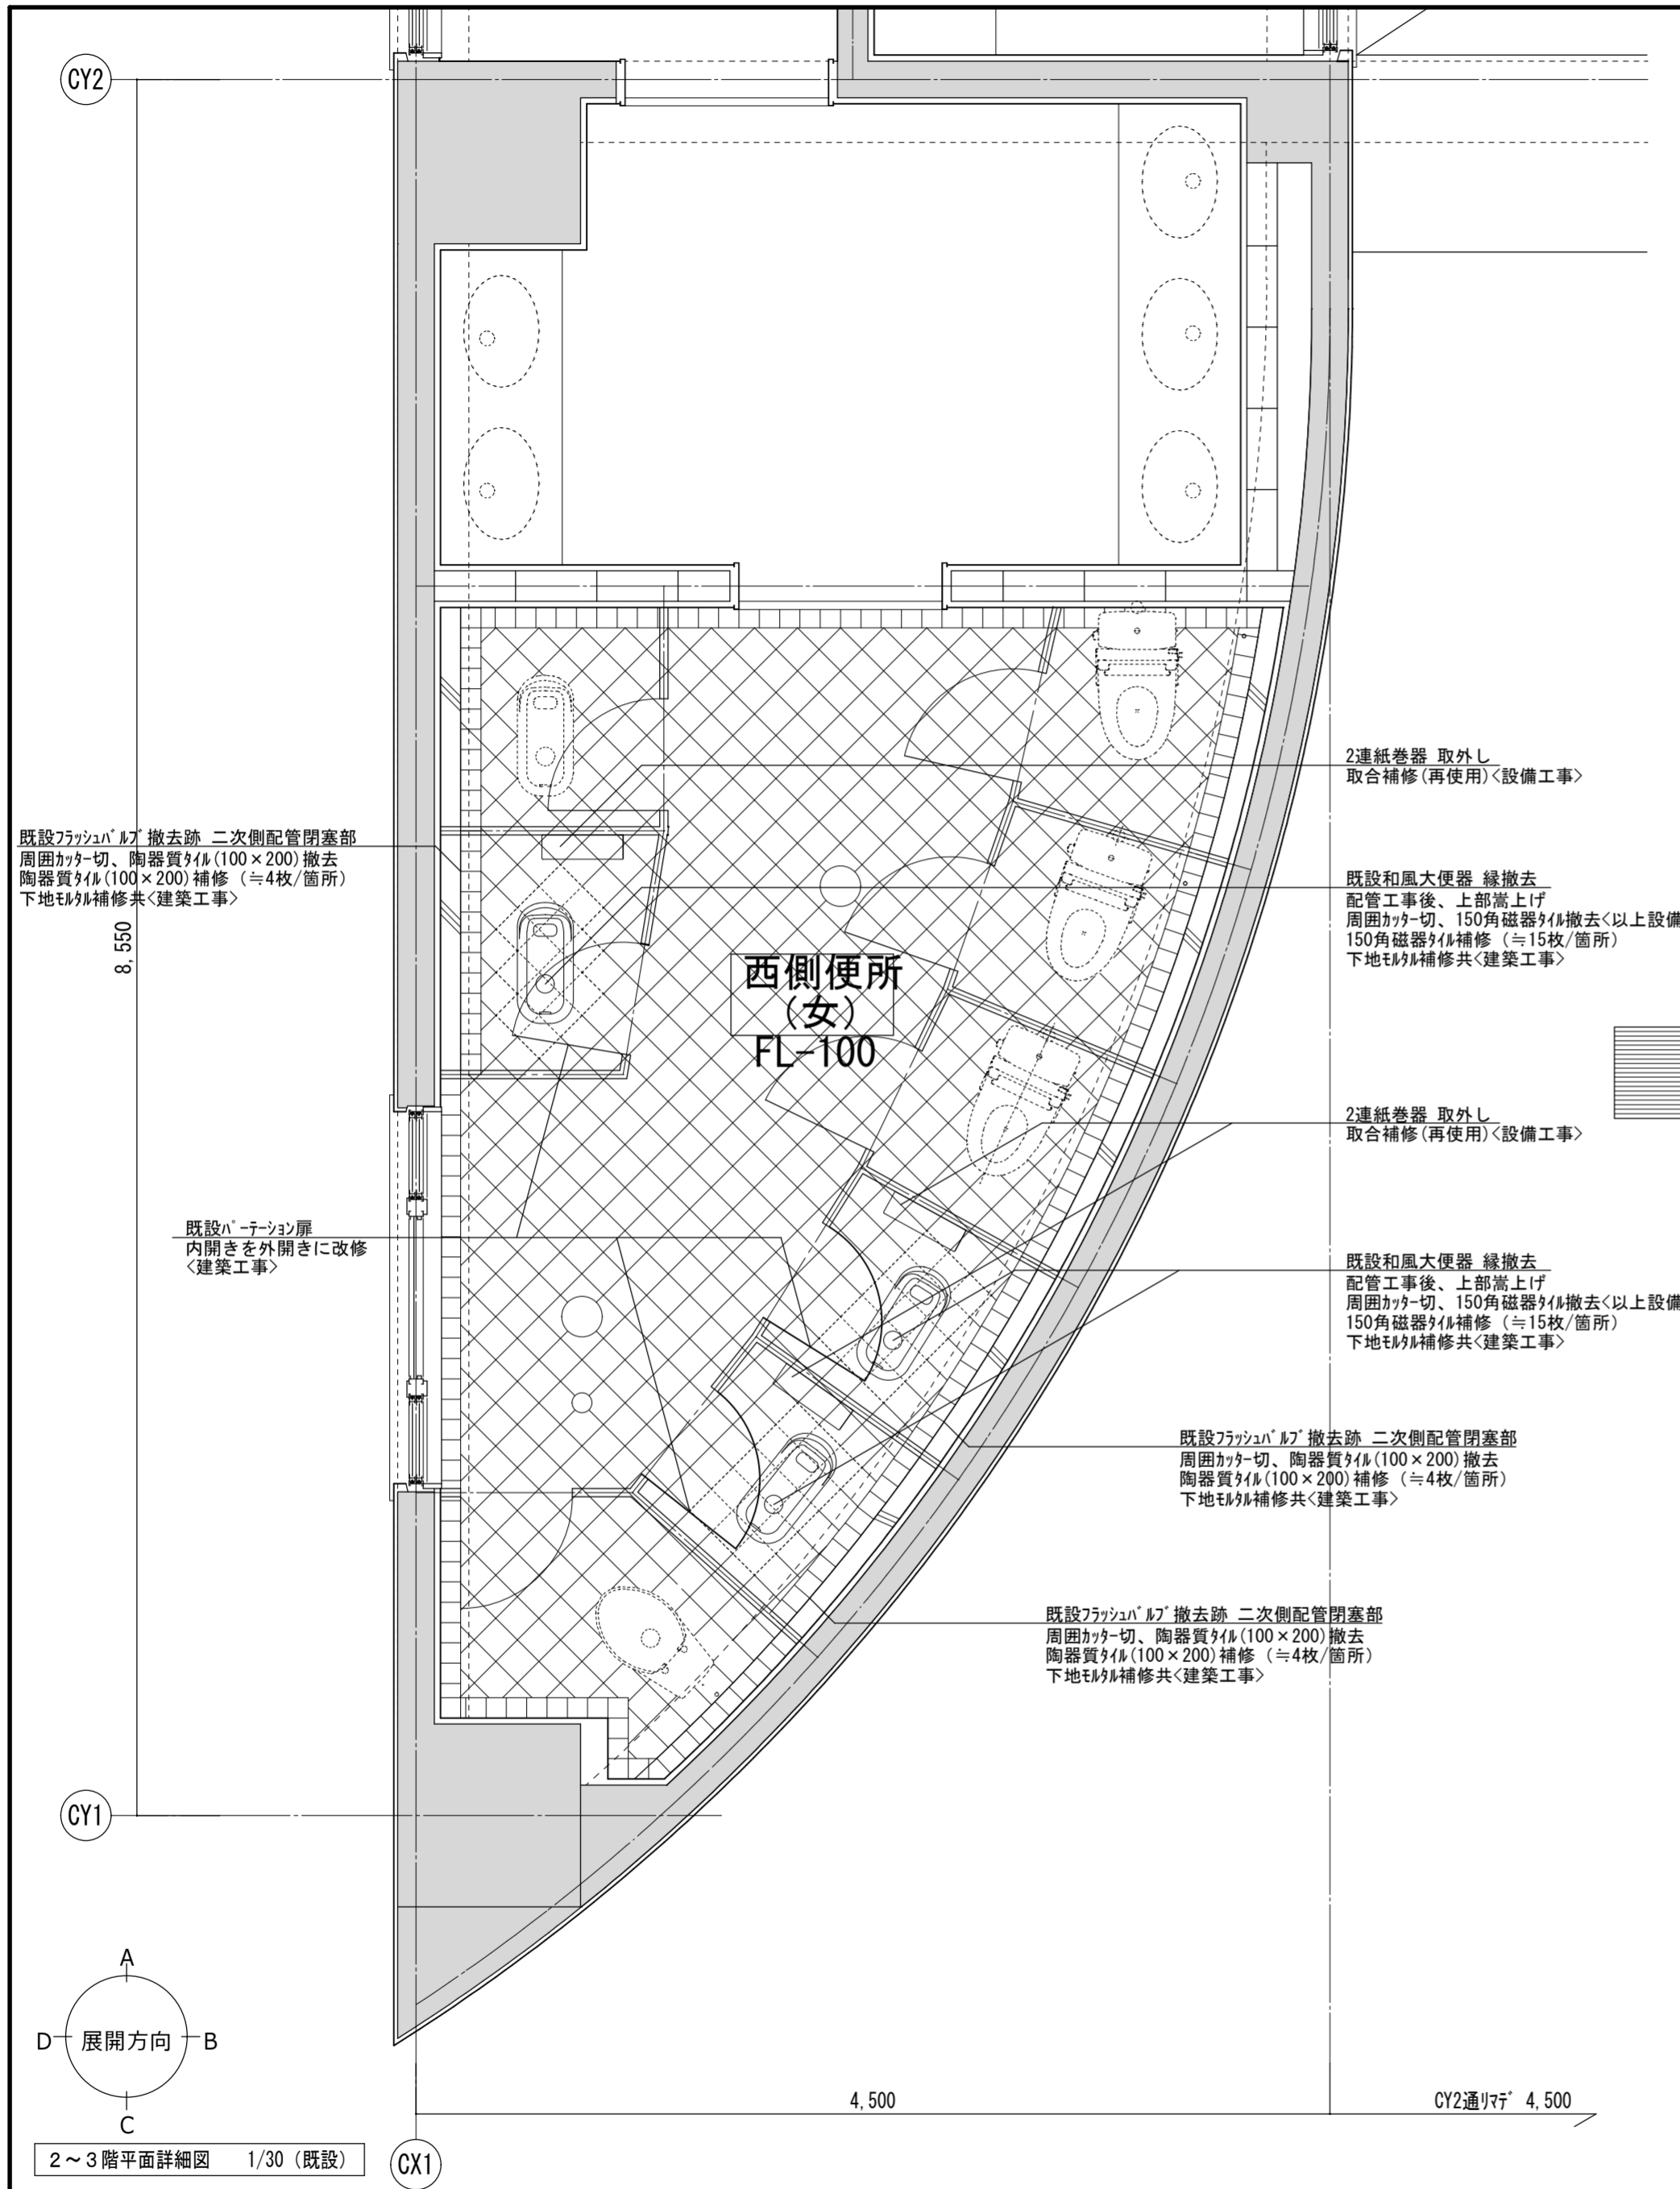 CY2
2連紙巻器 取外し
取合補修(再使用)<設備工事>
既設ﾌﾗｯｼｭﾊﾞﾙﾌﾞ撤去跡 二次側配管閉塞部
周囲ｶｯﾀｰ切、陶器質ﾀｲﾙ(100×200)撤去
陶器質ﾀｲﾙ(100×200)補修 (≒4枚/箇所)
下地ﾓﾙﾀﾙ補修共<建築工事>
既設和風大便器 縁撤去
配管工事後、上部嵩上げ
周囲ｶｯﾀｰ切、150角磁器ﾀｲﾙ撤去<以上設備
150角磁器ﾀｲﾙ補修 (≒15枚/箇所)
下地ﾓﾙﾀﾙ補修共<建築工事>
8,550
西側便所
(女)
FL-100
2連紙巻器 取外し
取合補修(再使用)<設備工事>
既設ﾊﾟｰﾃｰｼｮﾝ扉
内開きを外開きに改修
<建築工事>
既設和風大便器 縁撤去
配管工事後、上部嵩上げ
周囲ｶｯﾀｰ切、150角磁器ﾀｲﾙ撤去<以上設備
150角磁器ﾀｲﾙ補修 (≒15枚/箇所)
下地ﾓﾙﾀﾙ補修共<建築工事>
既設ﾌﾗｯｼｭﾊﾞﾙﾌﾞ撤去跡 二次側配管閉塞部
周囲ｶｯﾀｰ切、陶器質ﾀｲﾙ(100×200)撤去
陶器質ﾀｲﾙ(100×200)補修 (≒4枚/箇所)
下地ﾓﾙﾀﾙ補修共<建築工事>
既設ﾌﾗｯｼｭﾊﾞﾙﾌﾞ撤去跡 二次側配管閉塞部
周囲ｶｯﾀｰ切、陶器質ﾀｲﾙ(100×200)撤去
陶器質ﾀｲﾙ(100×200)補修 (≒4枚/箇所)
下地ﾓﾙﾀﾙ補修共<建築工事>
CY1
A
D 展開方向 B
C
4,500
CY2通ﾘﾏﾃﾞ 4,500
2～3階平面詳細図 1/30 (既設)
CX1